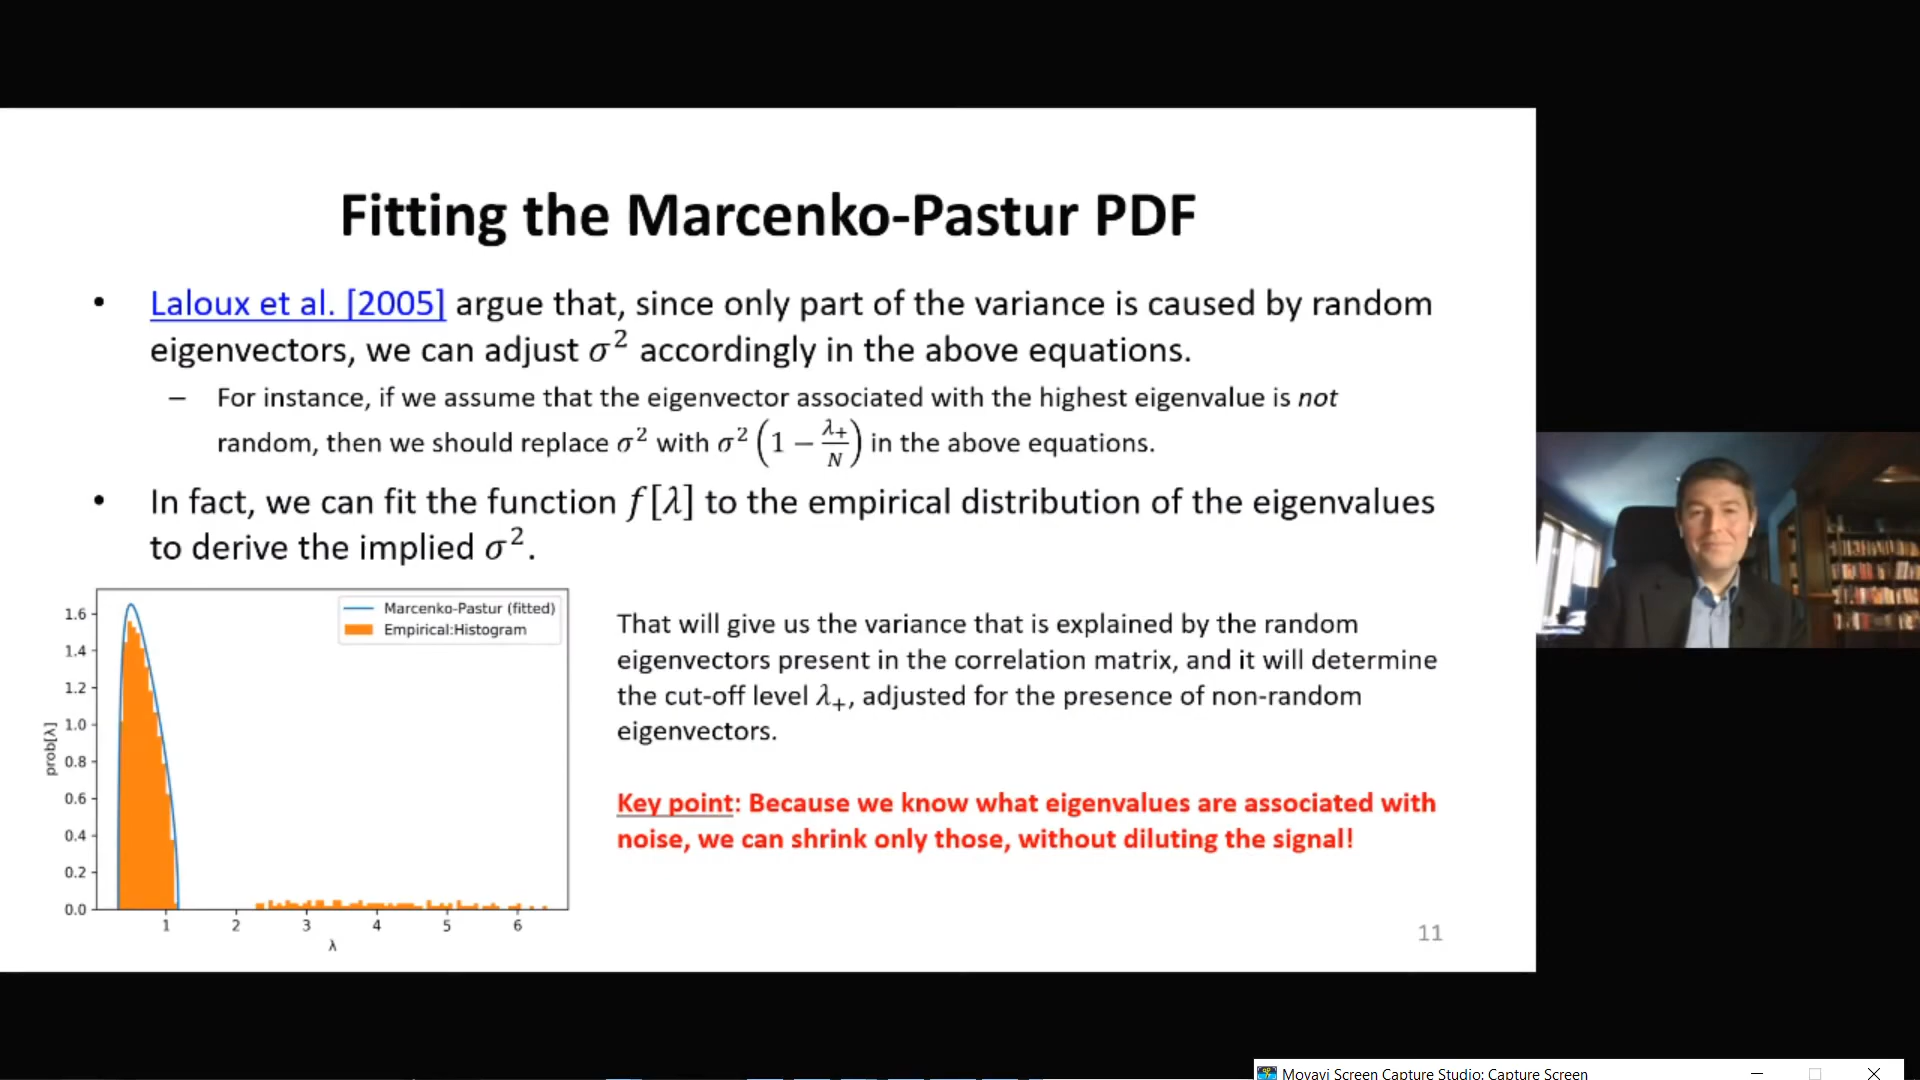 Fitting the Marcenko-Pastur PDF
• Laloux et al. [2005] argue that, since only part of the variance is caused by random
eigenvectors, we can adjust σ² accordingly in the above equations.
– For instance, if we assume that the eigenvector associated with the highest eigenvalue is not
random, then we should replace σ² with σ² (1 − λ₊/N) in the above equations.
• In fact, we can fit the function f[λ] to the empirical distribution of the eigenvalues
to derive the implied σ².
Marcenko-Pastur (fitted)
Empirical:Histogram
1.6
1.4
1.2
1.0
0.8
0.6
0.4
0.2
0.0
prob[λ]
1 2 3 4 5 6
λ
That will give us the variance that is explained by the random
eigenvectors present in the correlation matrix, and it will determine
the cut-off level λ₊, adjusted for the presence of non-random
eigenvectors.
Key point: Because we know what eigenvalues are associated with
noise, we can shrink only those, without diluting the signal!
11
Movavi Screen Capture Studio: Capture Screen